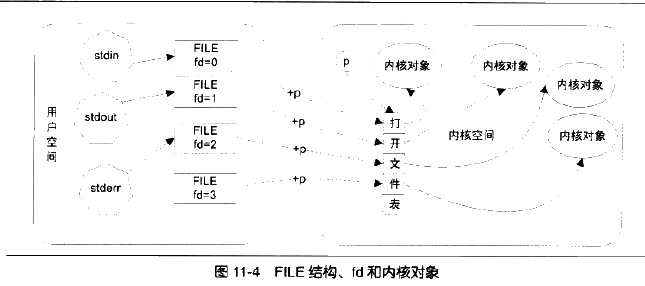 stdin
FILE
fd=0
p
内核对象
内核对象
内核对象
FILE
fd=1
+p
用户空间
stdout
+p
打开文件表
内核空间
内核对象
FILE
fd=2
+p
stderr
FILE
fd=3
+p
图 11-4 FILE 结构、fd 和内核对象